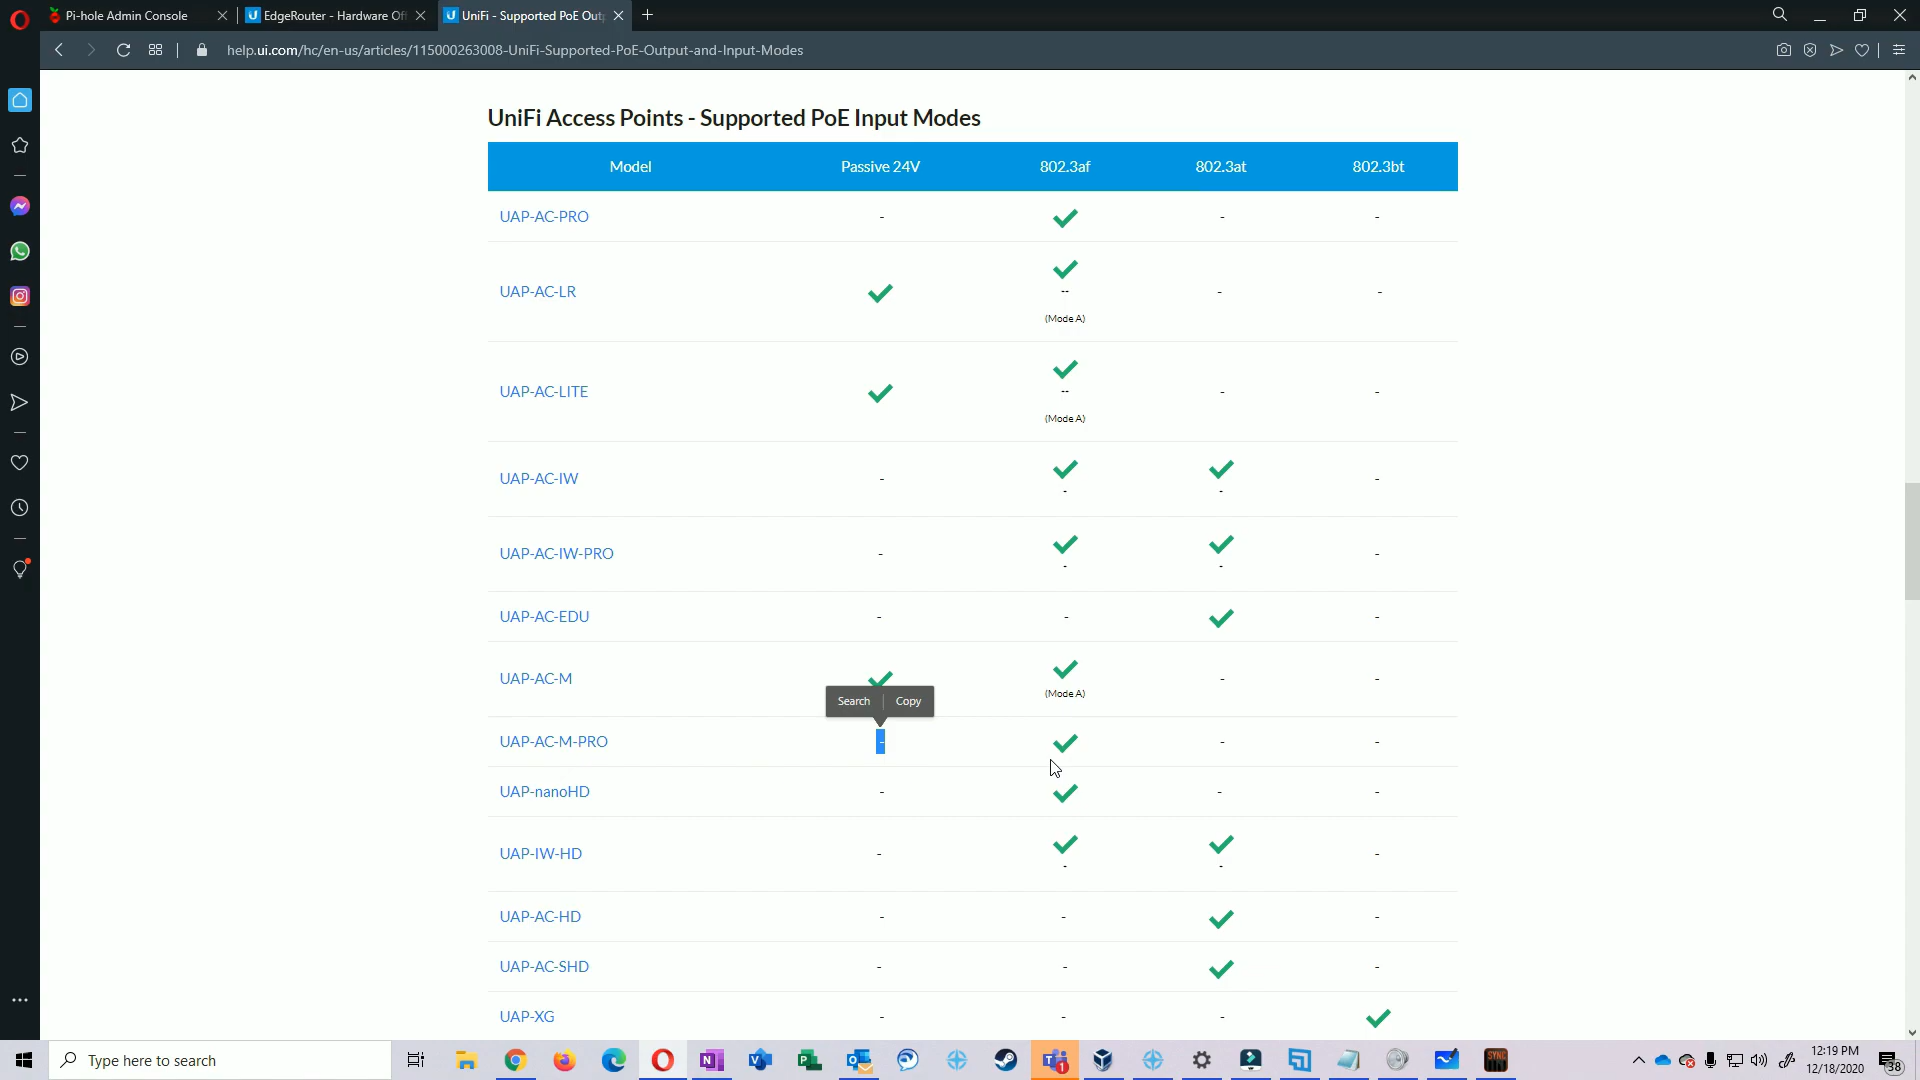 Pi-hole Admin Console
EdgeRouter - Hardware Of
UniFi - Supported PoE Outp
help.ui.com/hc/en-us/articles/115000263008-UniFi-Supported-PoE-Output-and-Input-Modes
UniFi Access Points - Supported PoE Input Modes
Model Passive 24V 802.3af 802.3at 802.3bt
UAP-AC-PRO - - -
UAP-AC-LR -- (Mode A) - -
UAP-AC-LITE -- (Mode A) - -
UAP-AC-IW - - - -
UAP-AC-IW-PRO - - - -
UAP-AC-EDU - - -
UAP-AC-M (Mode A) - -
Search Copy
UAP-AC-M-PRO - - -
UAP-nanoHD - - -
UAP-IW-HD - - - -
UAP-AC-HD - - -
UAP-AC-SHD - - -
UAP-XG - - -
Type here to search
12:19 PM
12/18/2020
38